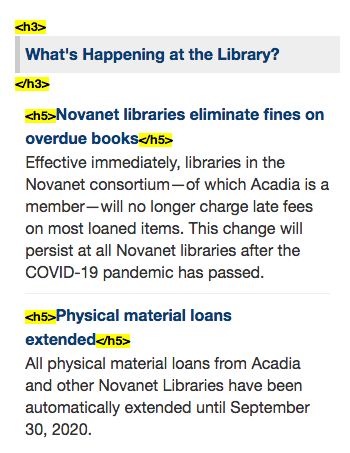 <h3>
What's Happening at the Library?
</h3>
<h5>Novanet libraries eliminate fines on
overdue books</h5>
Effective immediately, libraries in the
Novanet consortium—of which Acadia is a
member—will no longer charge late fees
on most loaned items. This change will
persist at all Novanet libraries after the
COVID-19 pandemic has passed.
<h5>Physical material loans
extended</h5>
All physical material loans from Acadia
and other Novanet Libraries have been
automatically extended until September
30, 2020.